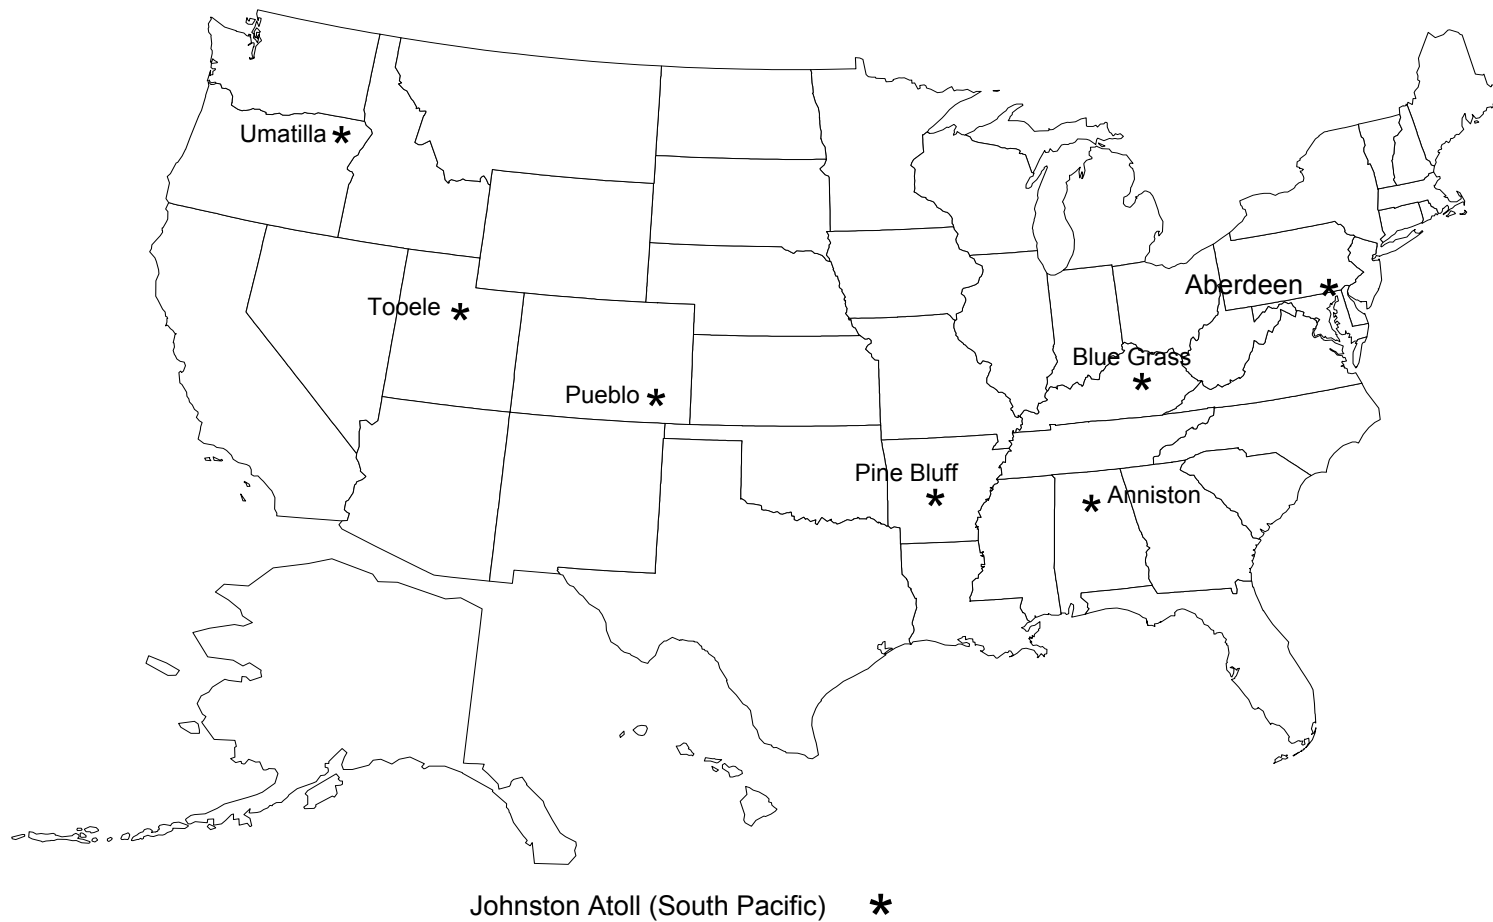 Umatilla *
Tooele *
Pueblo *
Aberdeen *
Blue Grass *
Pine Bluff *
* Anniston
Johnston Atoll (South Pacific) *